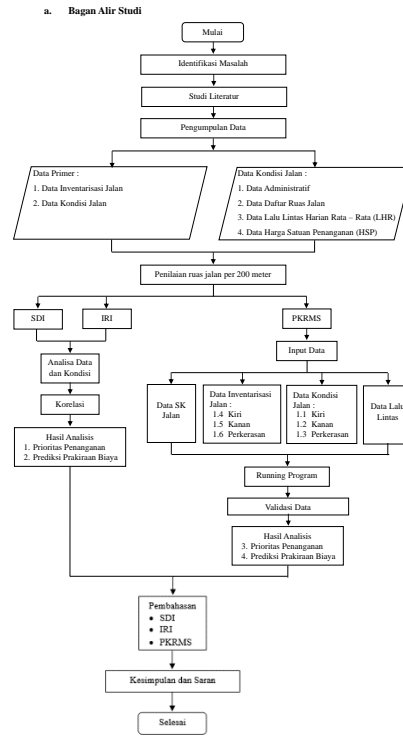 a. Bagan Alir Studi
Mulai
Identifikasi Masalah
Studi Literatur
Pengumpulan Data
Data Primer :
1. Data Inventarisasi Jalan
2. Data Kondisi Jalan
Data Kondisi Jalan :
1. Data Administratif
2. Data Daftar Ruas Jalan
3. Data Lalu Lintas Harian Rata – Rata (LHR)
4. Data Harga Satuan Penanganan (HSP)
Penilaian ruas jalan per 200 meter
SDI
IRI
PKRMS
Analisa Data
dan Kondisi
Korelasi
Hasil Analisis
1. Prioritas Penanganan
2. Prediksi Prakiraan Biaya
Input Data
Data SK
Jalan
Data Inventarisasi
Jalan :
1.4 Kiri
1.5 Kanan
1.6 Perkerasan
Data Kondisi
Jalan :
1.1 Kiri
1.2 Kanan
1.3 Perkerasan
Data Lalu
Lintas
Running Program
Validasi Data
Hasil Analisis
3. Prioritas Penanganan
4. Prediksi Prakiraan Biaya
Pembahasan
• SDI
• IRI
• PKRMS
Kesimpulan dan Saran
Selesai